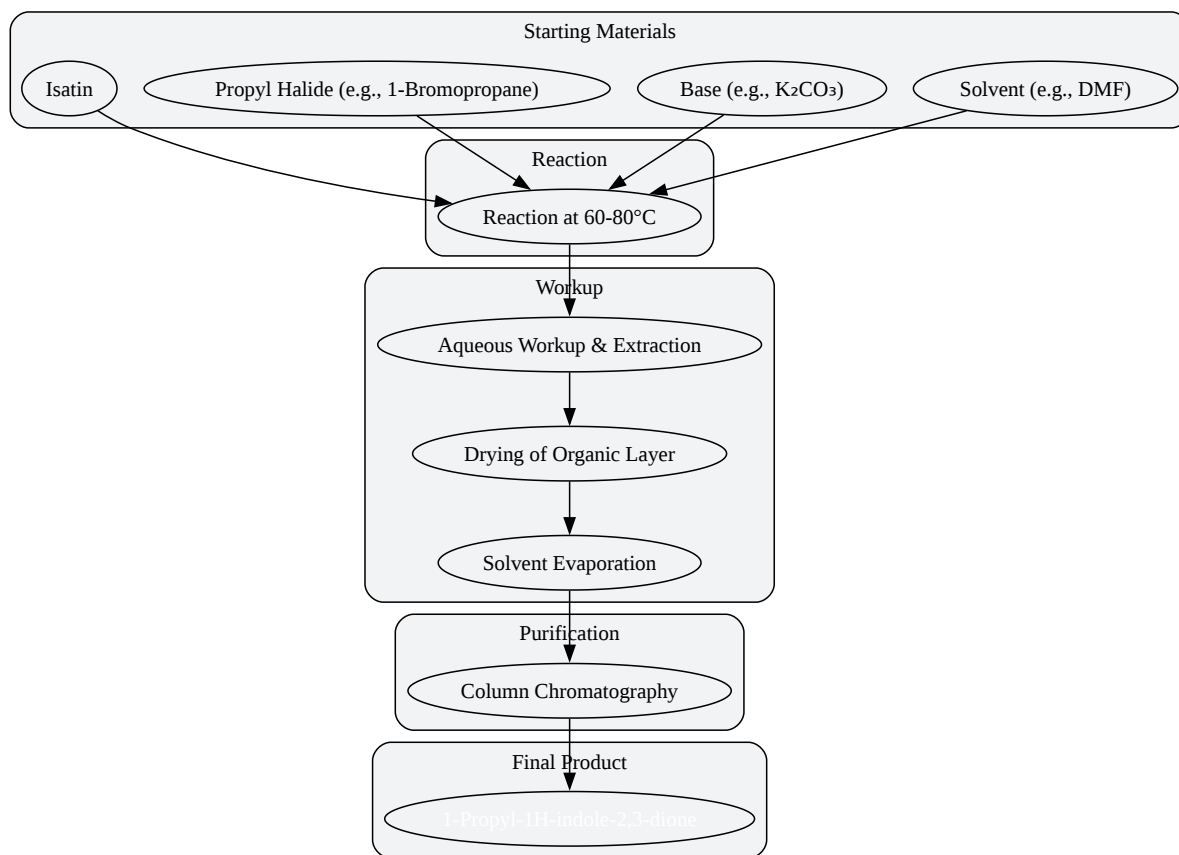 Starting Materials
Isatin
Propyl Halide (e.g., 1-Bromopropane)
Base (e.g., K₂CO₃)
Solvent (e.g., DMF)
Reaction
Reaction at 60-80°C
Workup
Aqueous Workup & Extraction
Drying of Organic Layer
Solvent Evaporation
Purification
Column Chromatography
Final Product
1-Propyl-1H-indole-2,3-dione